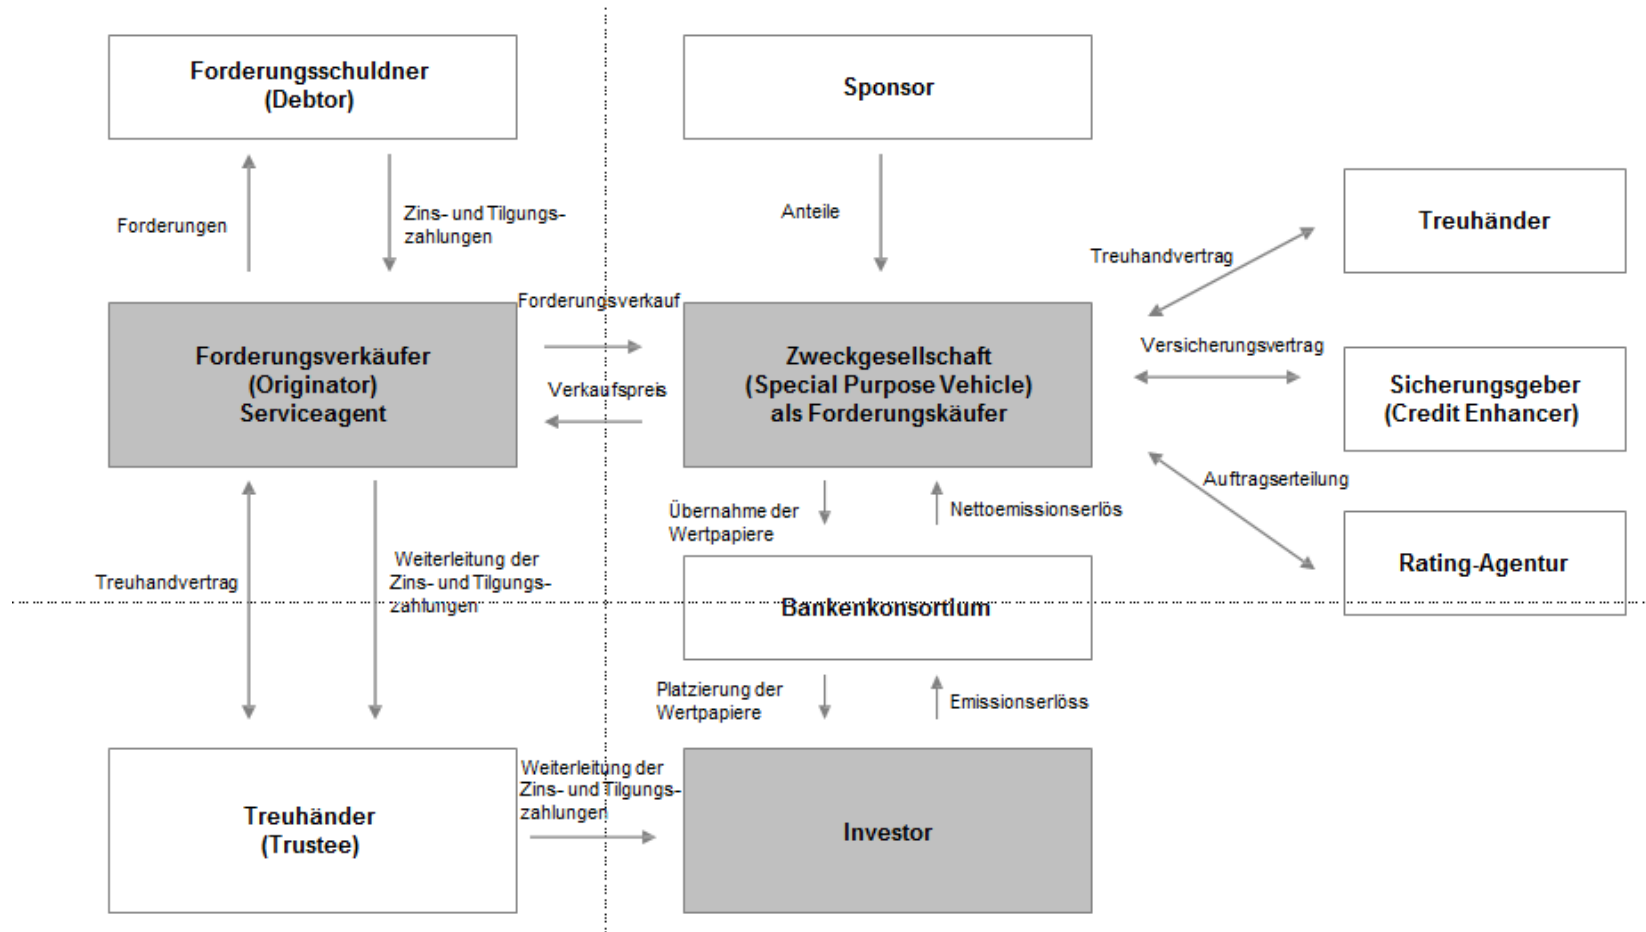 Forderungsschuldner
(Debtor)
Sponsor
Forderungen
Zins- und Tilgungs-
zahlungen
Anteile
Treuhänder
Treuhandvertrag
Forderungsverkauf
Forderungsverkäufer
(Originator)
Serviceagent
Verkaufspreis
Zweckgesellschaft
(Special Purpose Vehicle)
als Forderungskäufer
Versicherungsvertrag
Sicherungsgeber
(Credit Enhancer)
Auftragserteilung
Rating-Agentur
Übernahme der
Wertpapiere
Nettoemissionserlös
Treuhandvertrag
Weiterleitung der
Zins- und Tilgungs-
zahlungen
Bankenkonsortium
Platzierung der
Wertpapiere
Emissionserlöss
Treuhänder
(Trustee)
Weiterleitung der
Zins- und Tilgungs-
zahlungen
Investor